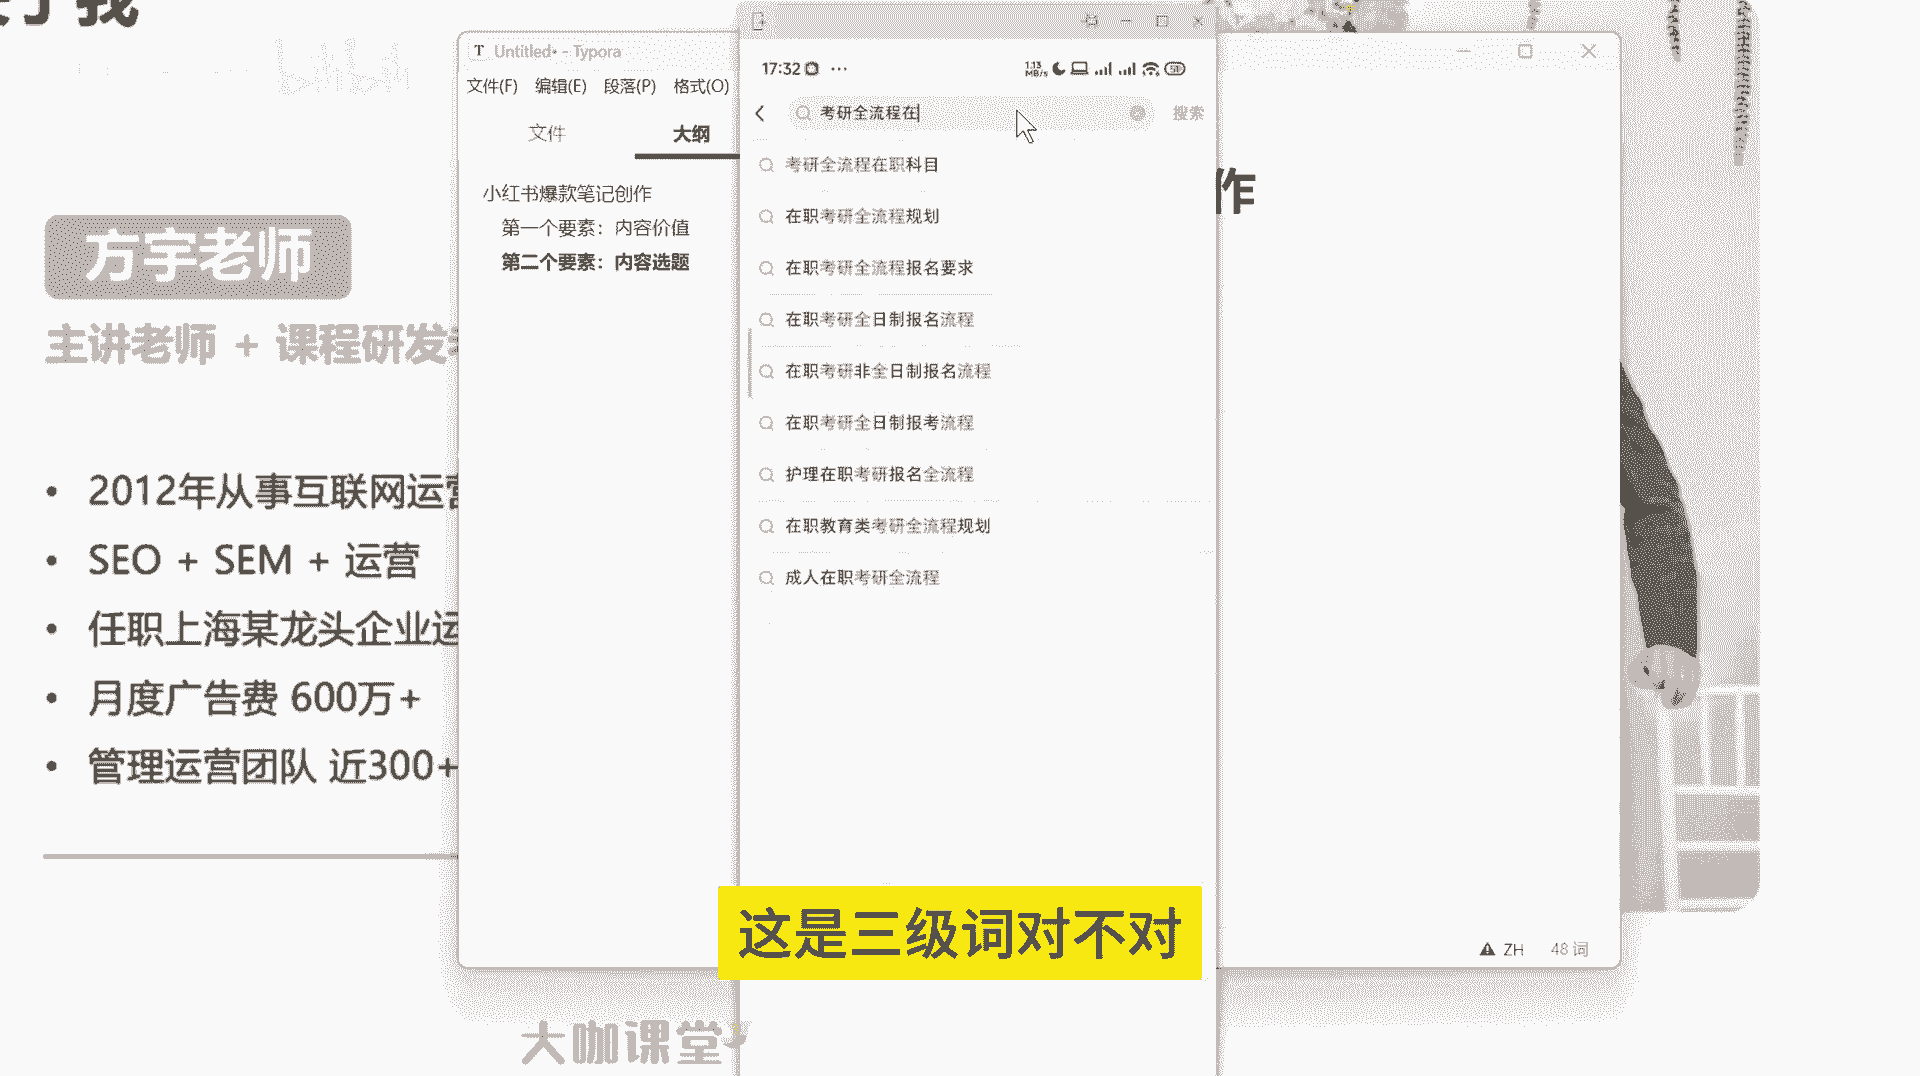 了我
bilibili
方宇老师
主讲老师 + 课程研发
• 2012年从事互联网运营
• SEO + SEM + 运营
• 任职上海某龙头企业运
• 月度广告费 600万+
• 管理运营团队 近300+
大咖课堂
T Untitled• - Typora
文件(F) 编辑(E) 段落(P) 格式(O)
文件 大纲
小红书爆款笔记创作
第一个要素：内容价值
第二个要素：内容选题
作
17:32 ···
1.13 MB/s
考研全流程在 搜索
考研全流程在职科目
在职考研全流程规划
在职考研全流程报名要求
在职考研全日制报名流程
在职考研非全日制报名流程
在职考研全日制报考流程
护理在职考研报名全流程
在职教育类考研全流程规划
成人在职考研全流程
ZH 48 词
这是三级词对不对